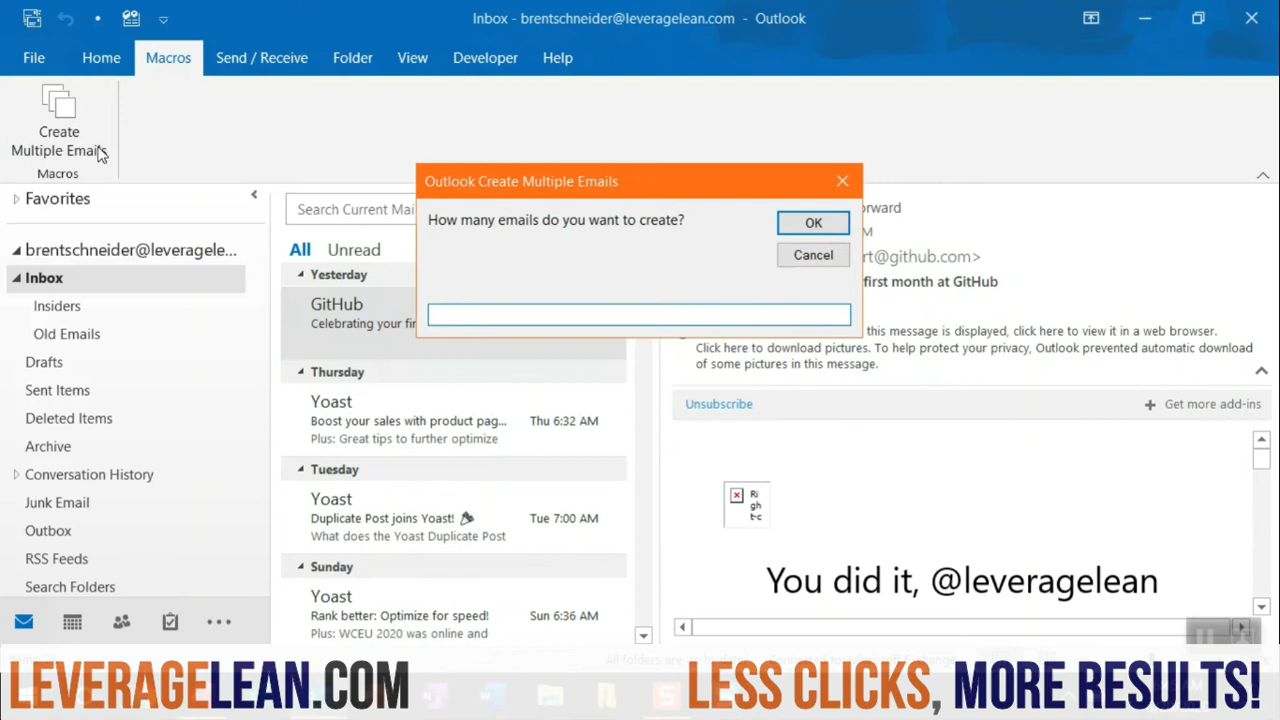 Inbox - brentschneider@leveragelean.com - Outlook
File Home Macros Send / Receive Folder View Developer Help
Create
Multiple Emails
Macros
Outlook Create Multiple Emails
How many emails do you want to create?
OK
Cancel
Favorites
brentschneider@leveragele...
Inbox
Insiders
Old Emails
Drafts
Sent Items
Deleted Items
Archive
Conversation History
Junk Email
Outbox
RSS Feeds
Search Folders
Search Current Mai
All Unread
Yesterday
GitHub
Celebrating your fir
Thursday
Yoast
Boost your sales with product pag... Thu 6:32 AM
Plus: Great tips to further optimize
Tuesday
Yoast
Duplicate Post joins Yoast! Tue 7:00 AM
What does the Yoast Duplicate Post
Sunday
Yoast
Rank better: Optimize for speed! Sun 6:36 AM
Plus: WCEU 2020 was online and
orward
M
rt@github.com>
first month at GitHub
this message is displayed, click here to view it in a web browser.
Click here to download pictures. To help protect your privacy, Outlook prevented automatic download
of some pictures in this message.
Unsubscribe Get more add-ins
Ri
gh
t-c
You did it, @leveragelean
LEVERAGELEAN.COM LESS CLICKS, MORE RESULTS!